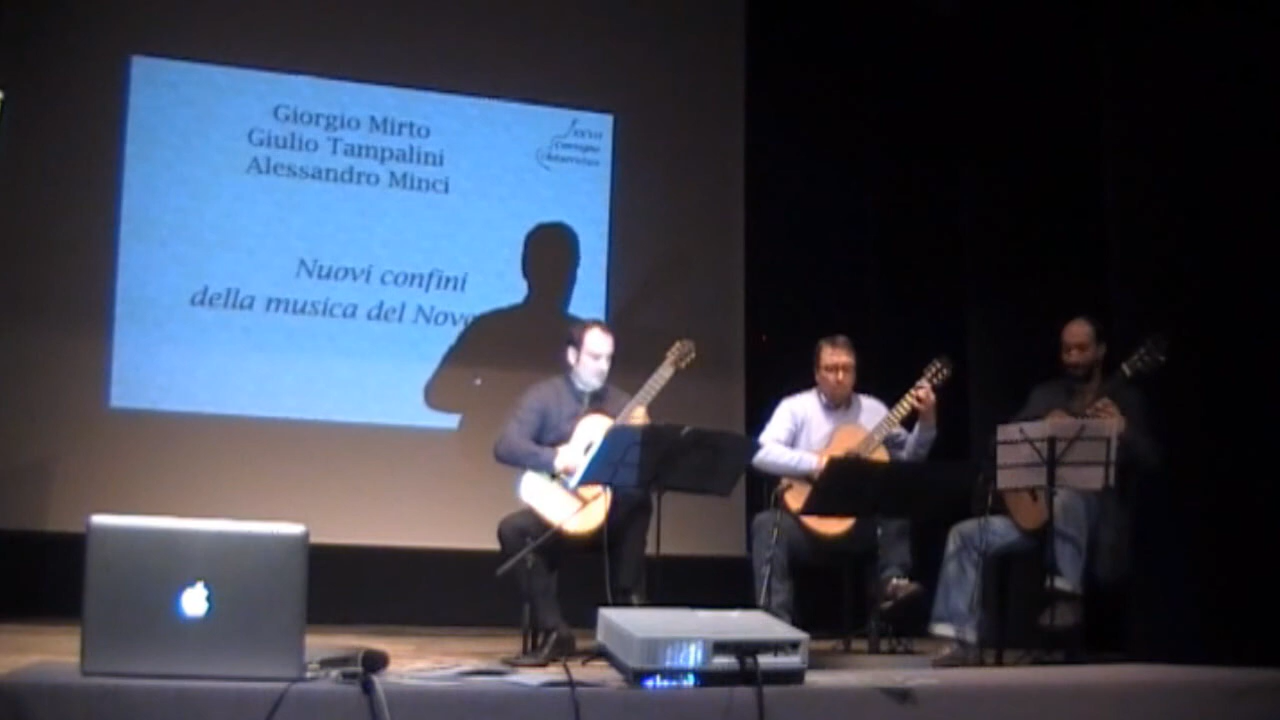 Giorgio Mirto
Giulio Tampalini
Alessandro Minci
Nuovi confini
della musica del Nove